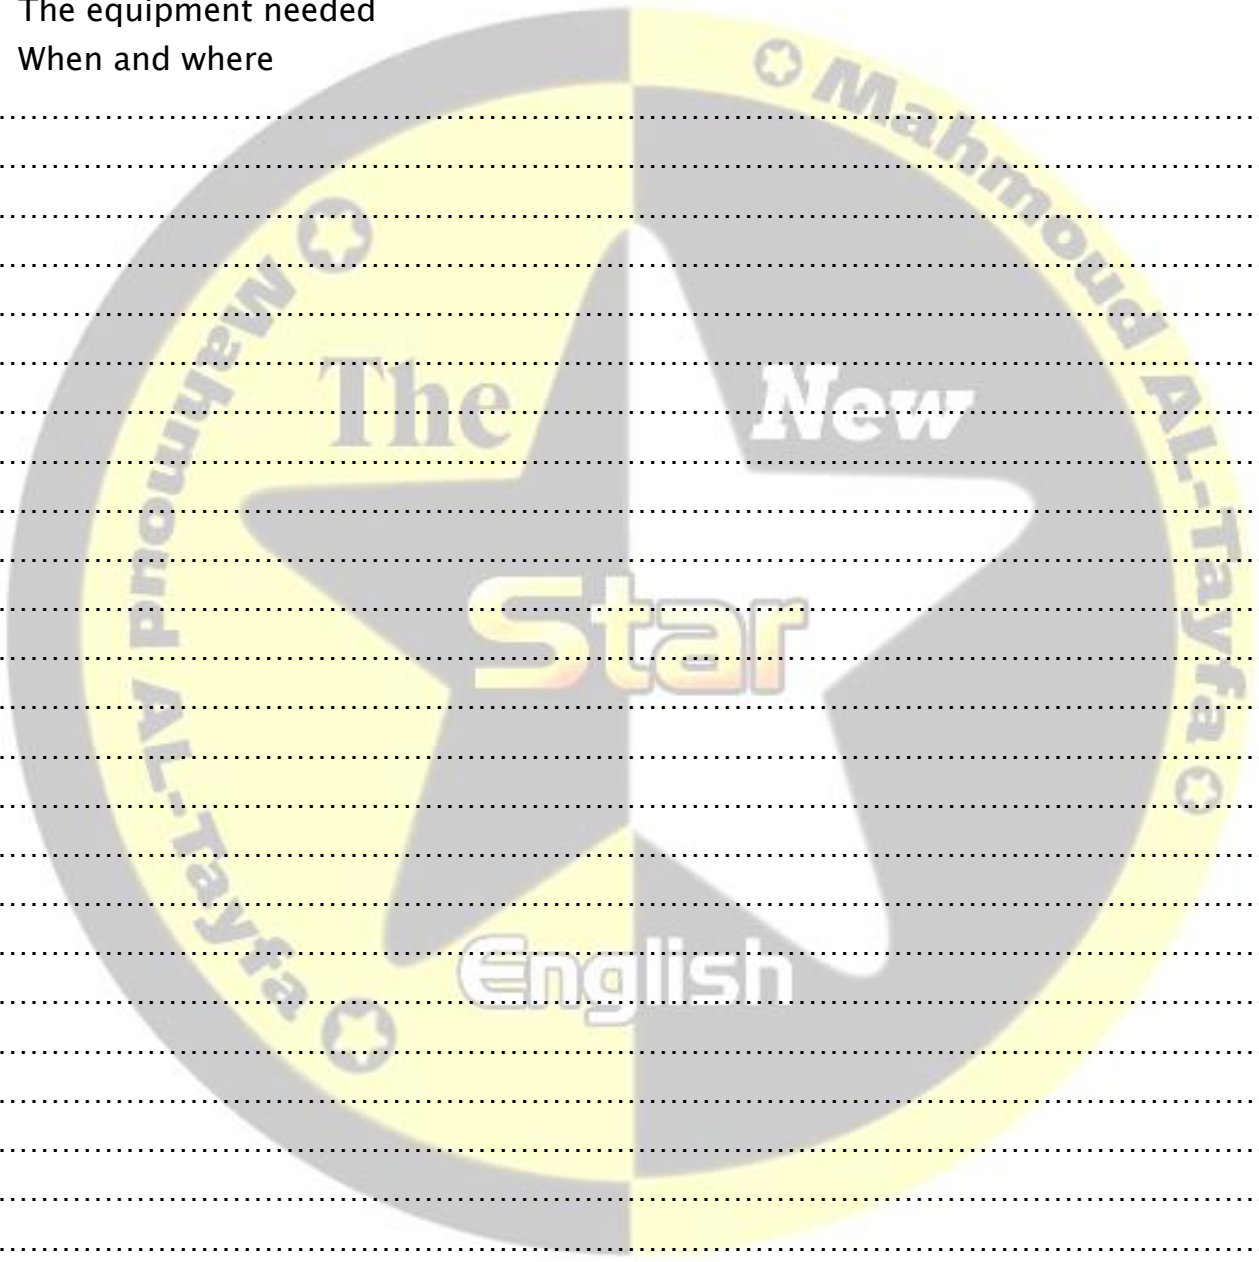 The equipment needed
When and where
Mahmoud AL-Tayfa
Mahmoud AL-Tayfa
The New
Star
English